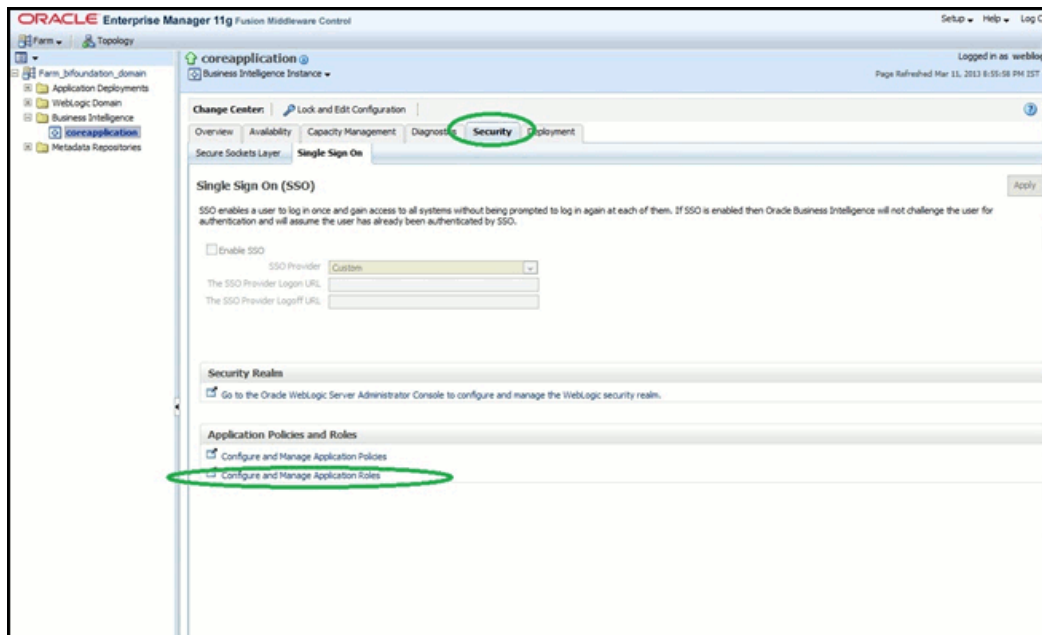 ORACLE Enterprise Manager 11g Fusion Middleware Control
Setup Help Log O
Farm Topology
Farm_bifoundation_domain
Application Deployments
WebLogic Domain
Business Intelligence
coreapplication
Metadata Repositories
coreapplication
Logged in as weblog
Business Intelligence Instance
Page Refreshed Mar 11, 2013 8:55:58 PM IST
Change Center: Lock and Edit Configuration
Overview Availability Capacity Management Diagnostics Security Deployment
Secure Sockets Layer Single Sign On
Single Sign On (SSO)
Apply
SSO enables a user to log in once and gain access to all systems without being prompted to log in again at each of them. If SSO is enabled then Oracle Business Intelligence will not challenge the user for
authentication and will assume the user has already been authenticated by SSO.
Enable SSO
SSO Provider Custom
The SSO Provider Logon URL
The SSO Provider Logoff URL
Security Realm
Go to the Oracle WebLogic Server Administrator Console to configure and manage the WebLogic security realm.
Application Policies and Roles
Configure and Manage Application Policies
Configure and Manage Application Roles